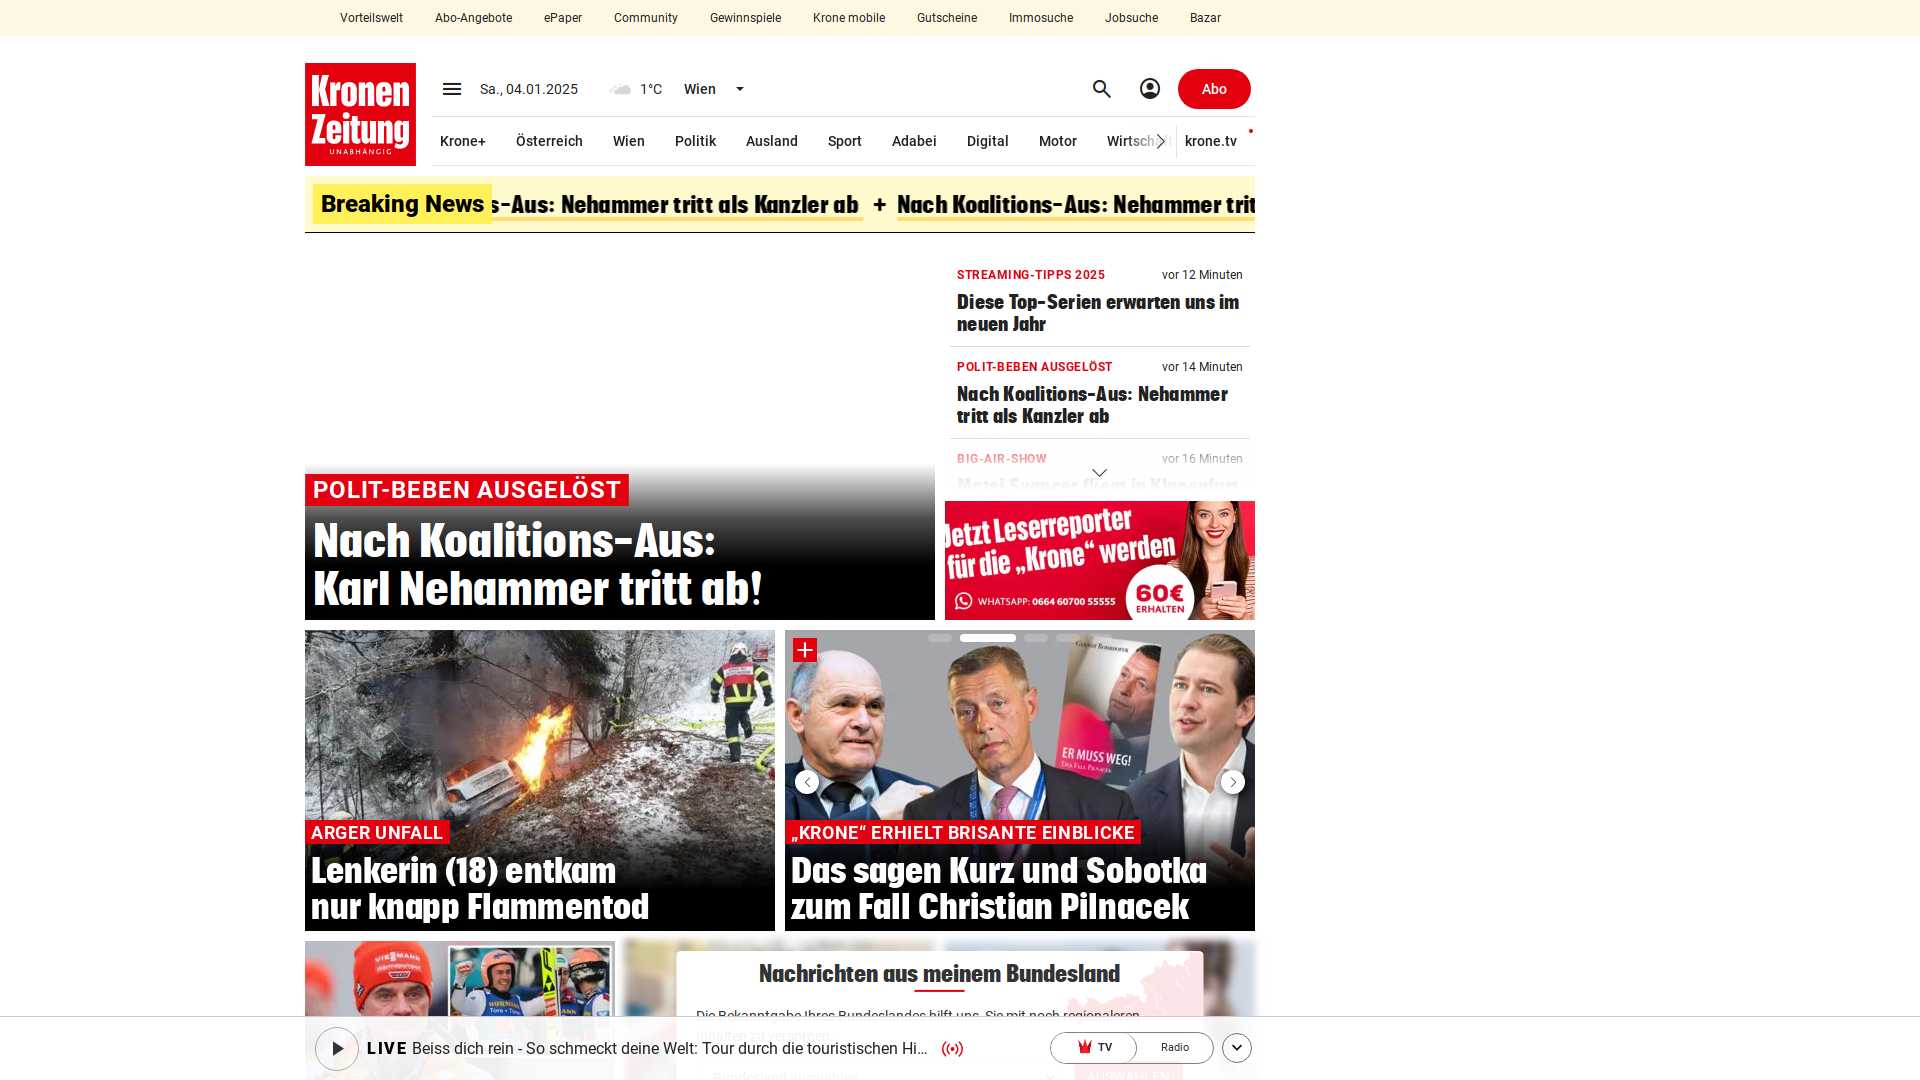 Vorteilswelt Abo-Angebote ePaper Community Gewinnspiele Krone mobile Gutscheine Immosuche Jobsuche Bazar
Kronen
Zeitung
UNABHÄNGIG
Sa., 04.01.2025 1°C Wien Abo
Krone+ Österreich Wien Politik Ausland Sport Adabei Digital Motor krone.tv
Breaking News s-Aus: Nehammer tritt als Kanzler ab + Nach Koalitions-Aus: Nehammer trit
STREAMING-TIPPS 2025 vor 12 Minuten
Diese Top-Serien erwarten uns im
neuen Jahr
POLIT-BEBEN AUSGELÖST vor 14 Minuten
Nach Koalitions-Aus: Nehammer
tritt als Kanzler ab
BIG-AIR-SHOW vor 16 Minuten
POLIT-BEBEN AUSGELÖST
Nach Koalitions-Aus:
Karl Nehammer tritt ab!
Jetzt Leserreporter
für die „Krone“ werden
WHATSAPP: 0664 60700 55555
60€
ERHALTEN
ARGER UNFALL
Lenkerin (18) entkam
nur knapp Flammentod
ER MUSS WEG!
DER FALL PILNACEK
„KRONE“ ERHIELT BRISANTE EINBLICKE
Das sagen Kurz und Sobotka
zum Fall Christian Pilnacek
VIESSMANN
Nachrichten aus meinem Bundesland
Die Bekanntgabe Ihres Bundeslandes hilft uns, Sie mit noch regionaleren
LIVE Beiss dich rein - So schmeckt deine Welt: Tour durch die touristischen Hi... TV Radio
AUSWÄHLEN